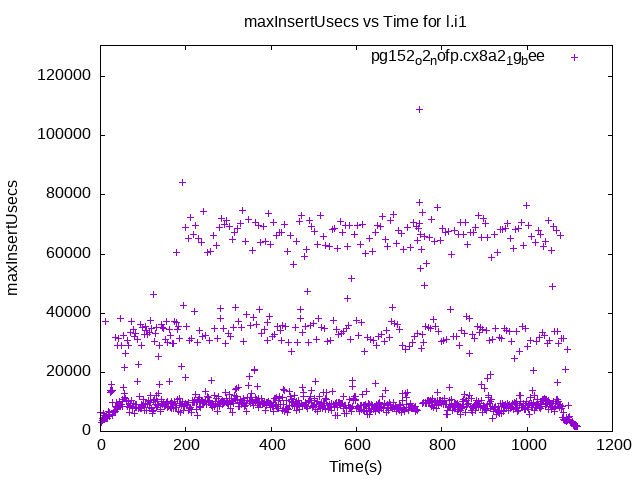 maxInsertUsecs vs Time for l.i1
pg152o2nofp.cx8a21gbee
140000
120000
100000
80000
60000
40000
20000
0
maxInsertUsecs
0 200 400 600 800 1000 1200
Time(s)